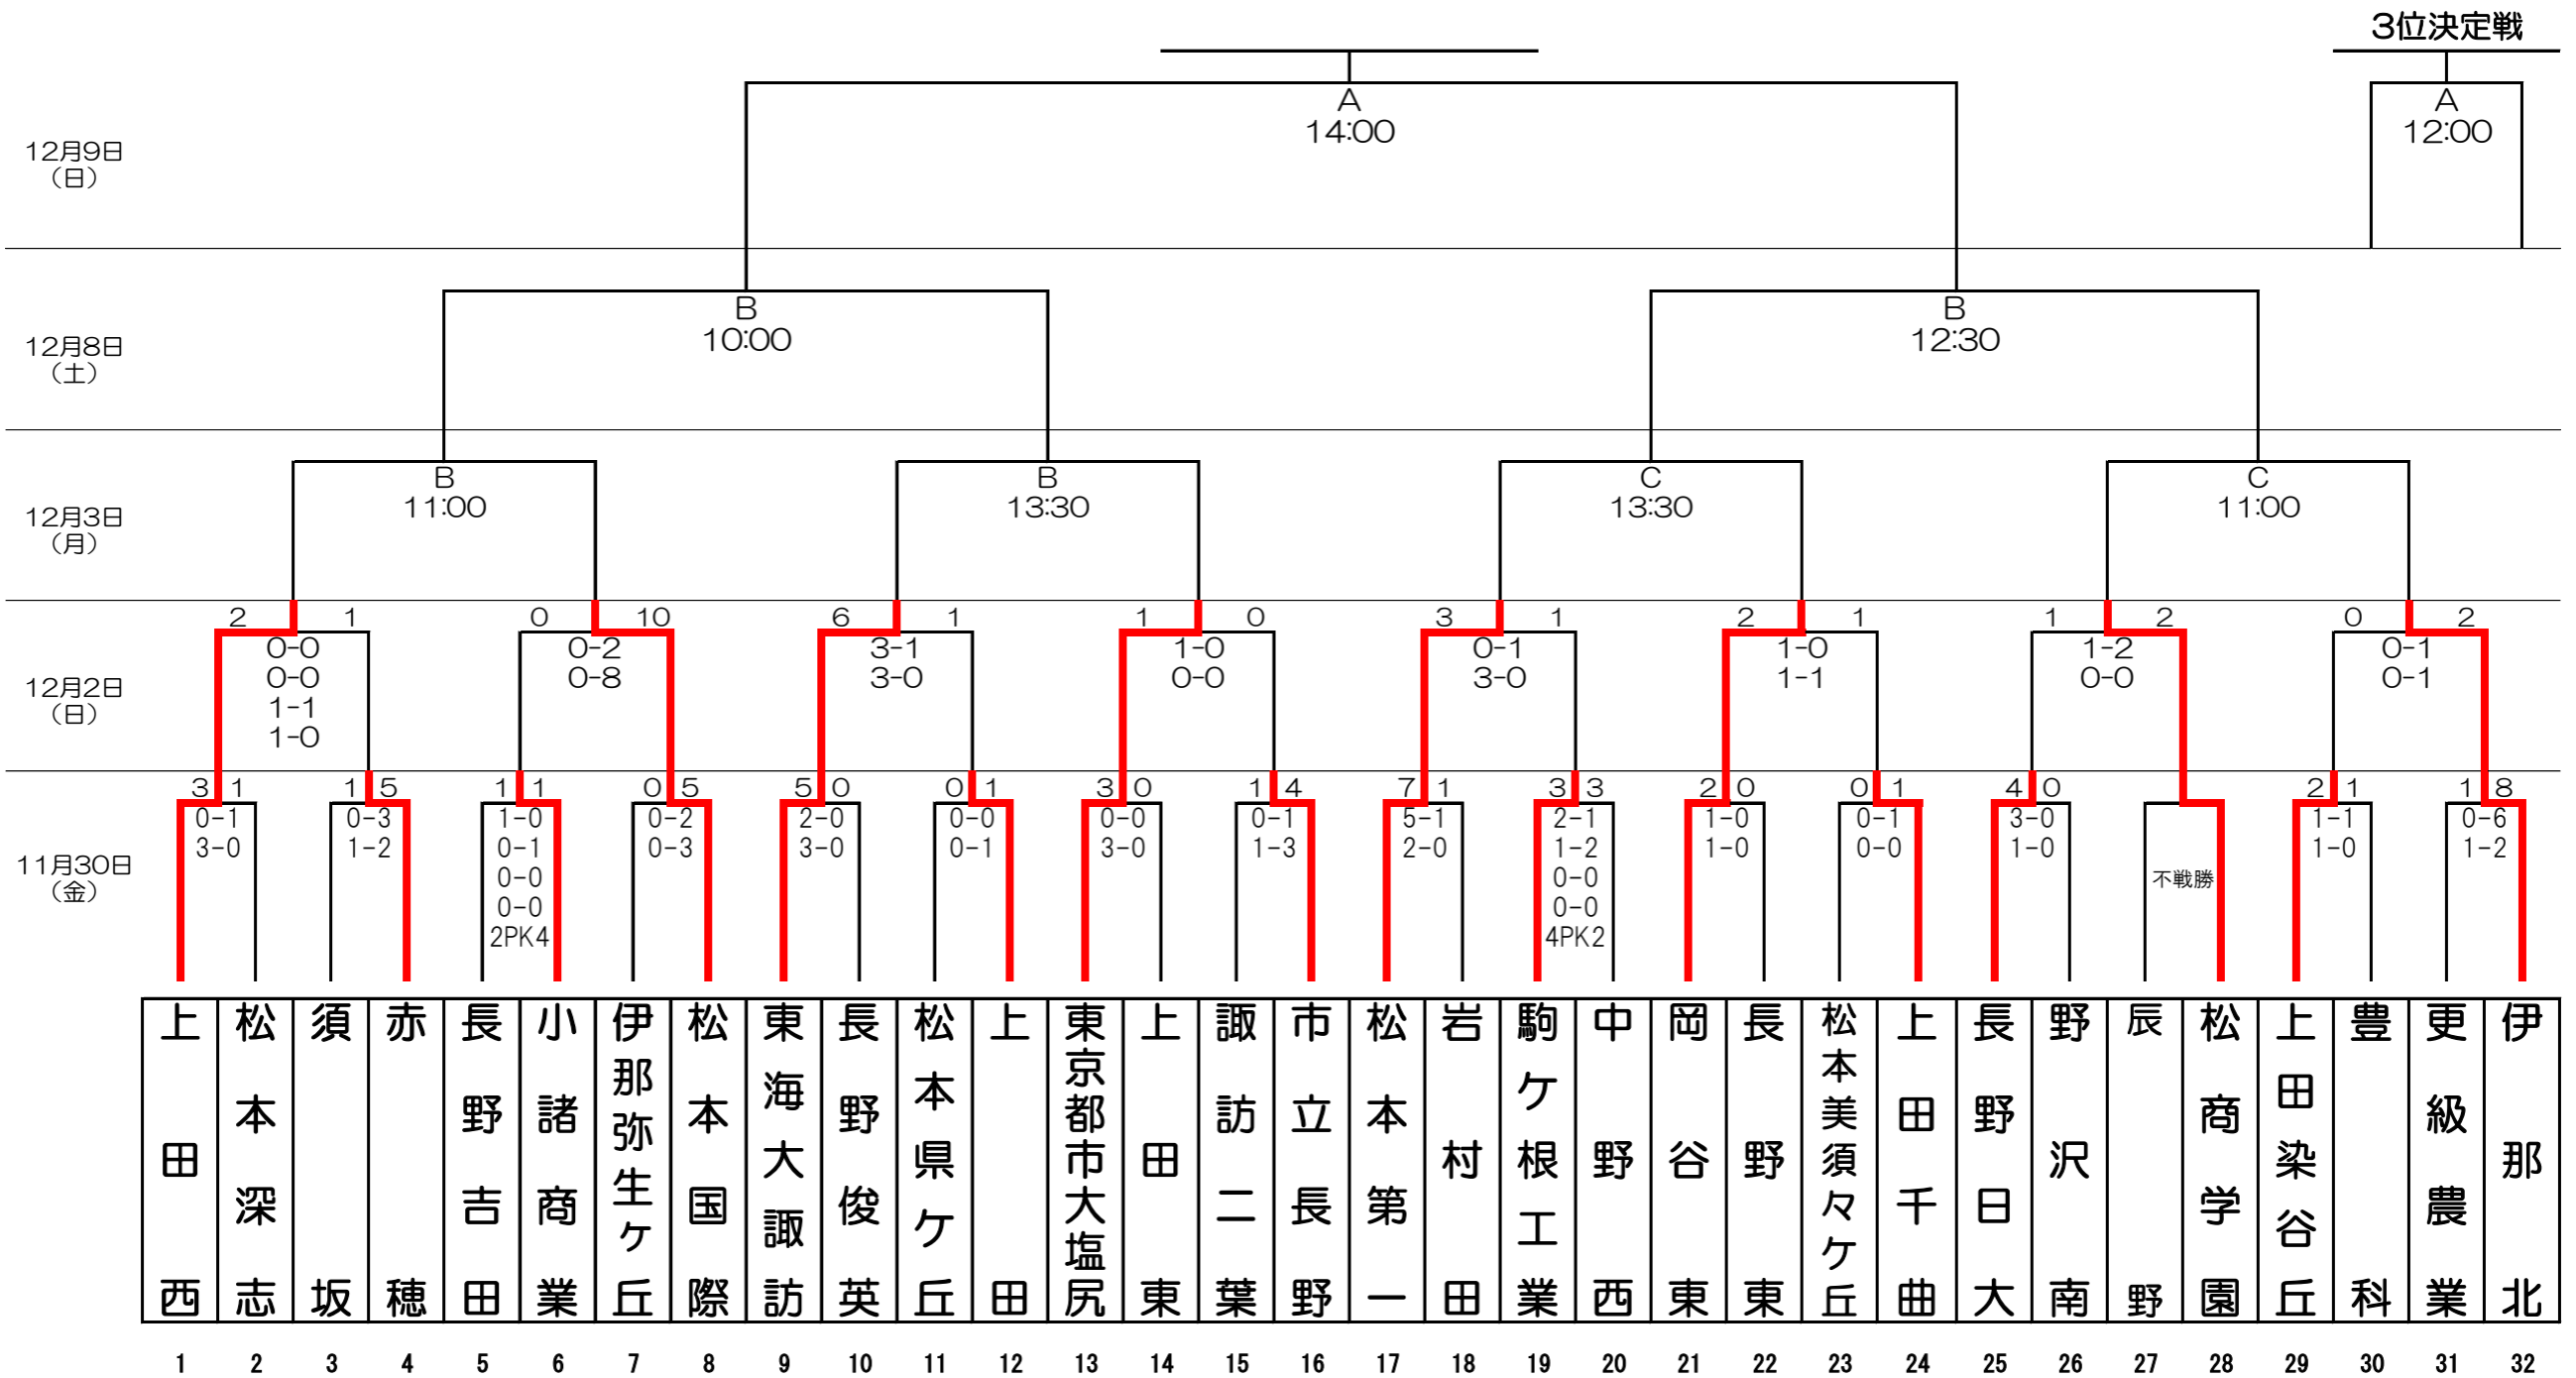 3位決定戦
A
14:00
A
12:00
12月9日
（日）
B
10:00
B
12:30
12月8日
（土）
B
11:00
B
13:30
C
13:30
C
11:00
12月3日
（月）
2 1 0 10 6 1 1 0 3 1 2 1 1 2 0 2
0-0 0-2 3-1 1-0 0-1 1-0 1-2 0-1
0-0 0-8 3-0 0-0 3-0 1-1 0-0 0-1
1-1
1-0
12月2日
（日）
3 1 1 5 1 1 0 5 5 0 0 1 3 0 1 4 7 1 3 3 2 0 0 1 4 0 2 1 1 8
0-1 0-3 1-0 0-2 2-0 0-0 0-0 0-1 5-1 2-1 1-0 0-1 3-0 1-1 0-6
3-0 1-2 0-1 0-3 3-0 0-1 3-0 1-3 2-0 1-2 1-0 0-0 1-0 1-0 1-2
0-0 0-0 不戦勝
0-0 0-0
2PK4 4PK2
11月30日
（金）
上田西
松本深志
須坂
赤穂
長野吉田
小諸商業
伊那弥生ケ丘
松本国際
東海大諏訪
長野俊英
松本県ケ丘
上田
東京都市大塩尻
上田東
諏訪二葉
市立長野
松本第一
岩村田
駒ケ根工業
中野西
岡谷東
長野東
松本美須々ケ丘
上田千曲
長野日大
野沢南
辰野
松商学園
上田染谷丘
豊科
更級農業
伊那北
1 2 3 4 5 6 7 8 9 10 11 12 13 14 15 16 17 18 19 20 21 22 23 24 25 26 27 28 29 30 31 32